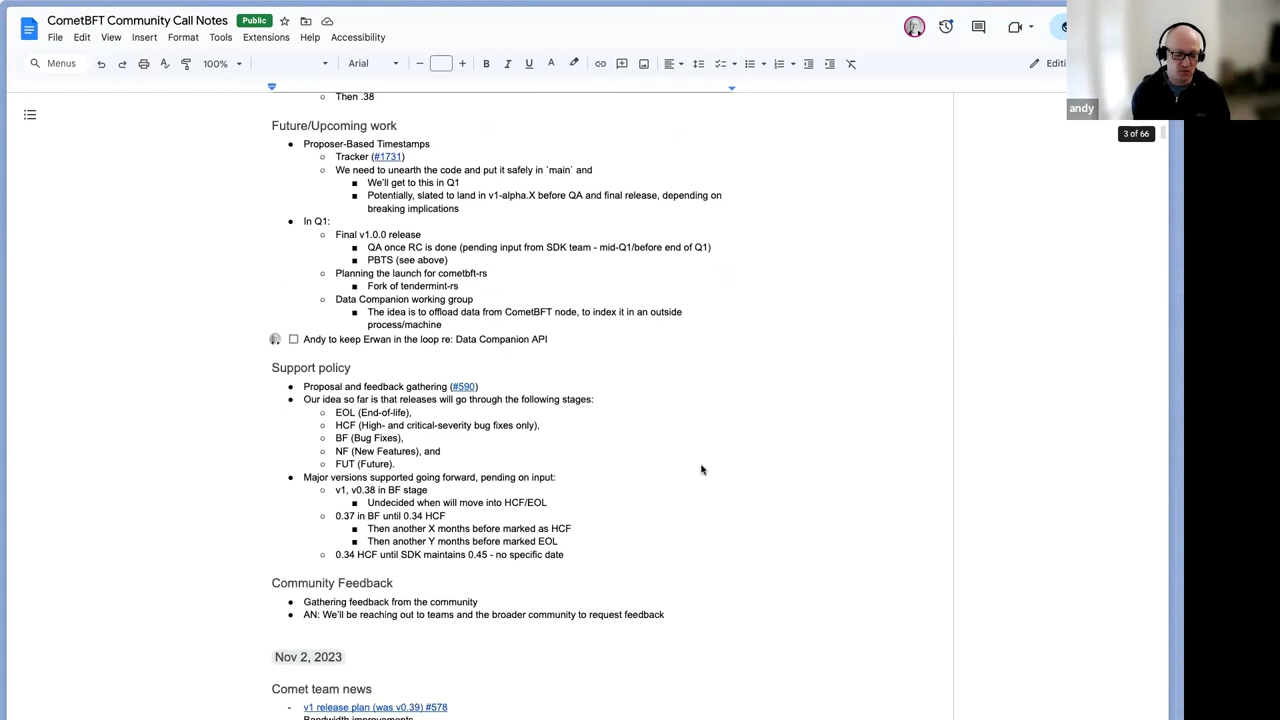 CometBFT Community Call Notes
Public
File Edit View Insert Format Tools Extensions Help Accessibility
Menus
100%
Arial
Editi
andy
3 of 66
Then .38
Future/Upcoming work
Proposer-Based Timestamps
Tracker (#1731)
We need to unearth the code and put it safely in `main` and
We'll get to this in Q1
Potentially, slated to land in v1-alpha.X before QA and final release, depending on
breaking implications
In Q1:
Final v1.0.0 release
QA once RC is done (pending input from SDK team - mid-Q1/before end of Q1)
PBTS (see above)
Planning the launch for cometbft-rs
Fork of tendermint-rs
Data Companion working group
The idea is to offload data from CometBFT node, to index it in an outside
process/machine
Andy to keep Erwan in the loop re: Data Companion API
Support policy
Proposal and feedback gathering (#590)
Our idea so far is that releases will go through the following stages:
EOL (End-of-life),
HCF (High- and critical-severity bug fixes only),
BF (Bug Fixes),
NF (New Features), and
FUT (Future).
Major versions supported going forward, pending on input:
v1, v0.38 in BF stage
Undecided when will move into HCF/EOL
0.37 in BF until 0.34 HCF
Then another X months before marked as HCF
Then another Y months before marked EOL
0.34 HCF until SDK maintains 0.45 - no specific date
Community Feedback
Gathering feedback from the community
AN: We'll be reaching out to teams and the broader community to request feedback
Nov 2, 2023
Comet team news
- v1 release plan (was v0.39) #578
Bandwidth improvements